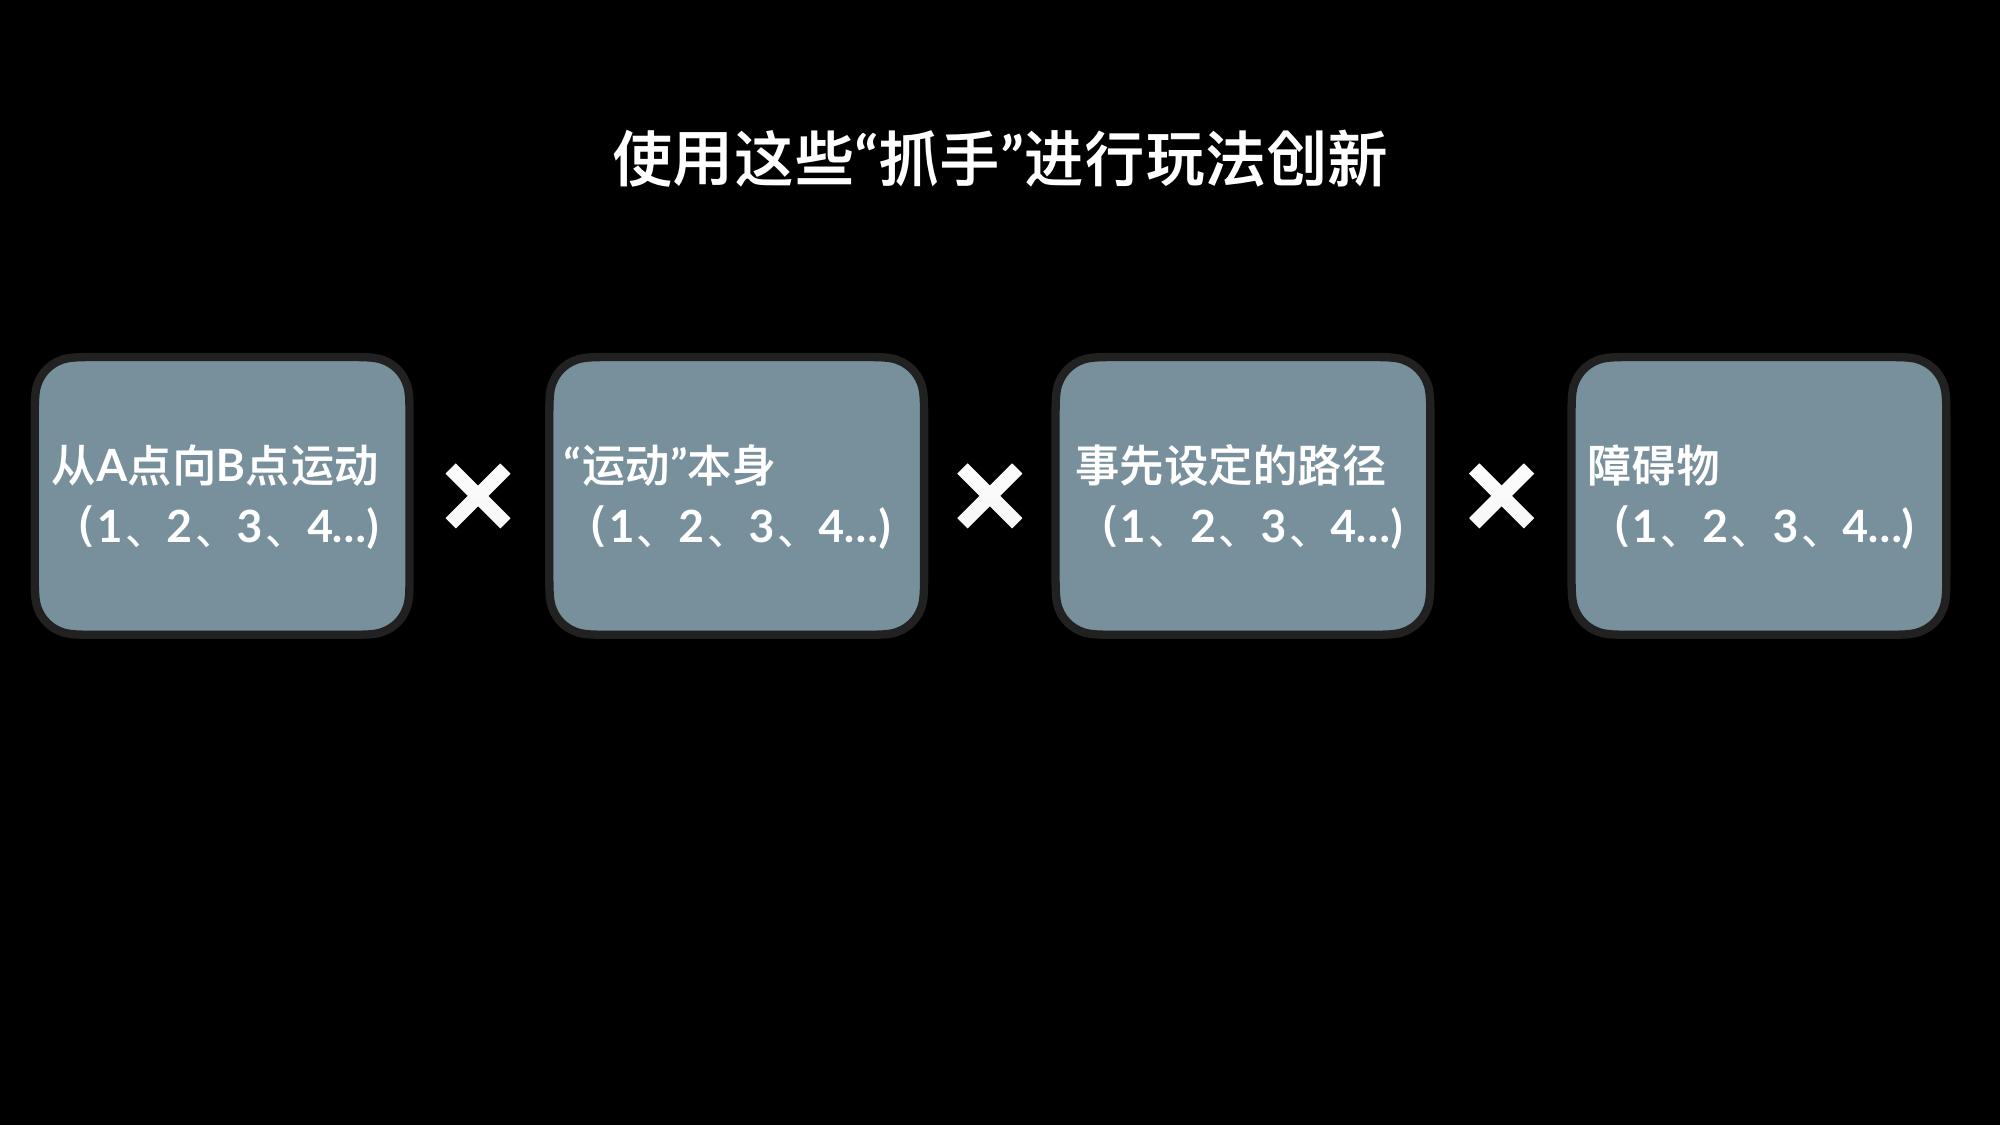 使用这些“抓手”进行玩法创新
从A点向B点运动
（1、2、3、4...）
“运动”本身
（1、2、3、4...）
事先设定的路径
（1、2、3、4...）
障碍物
（1、2、3、4...）